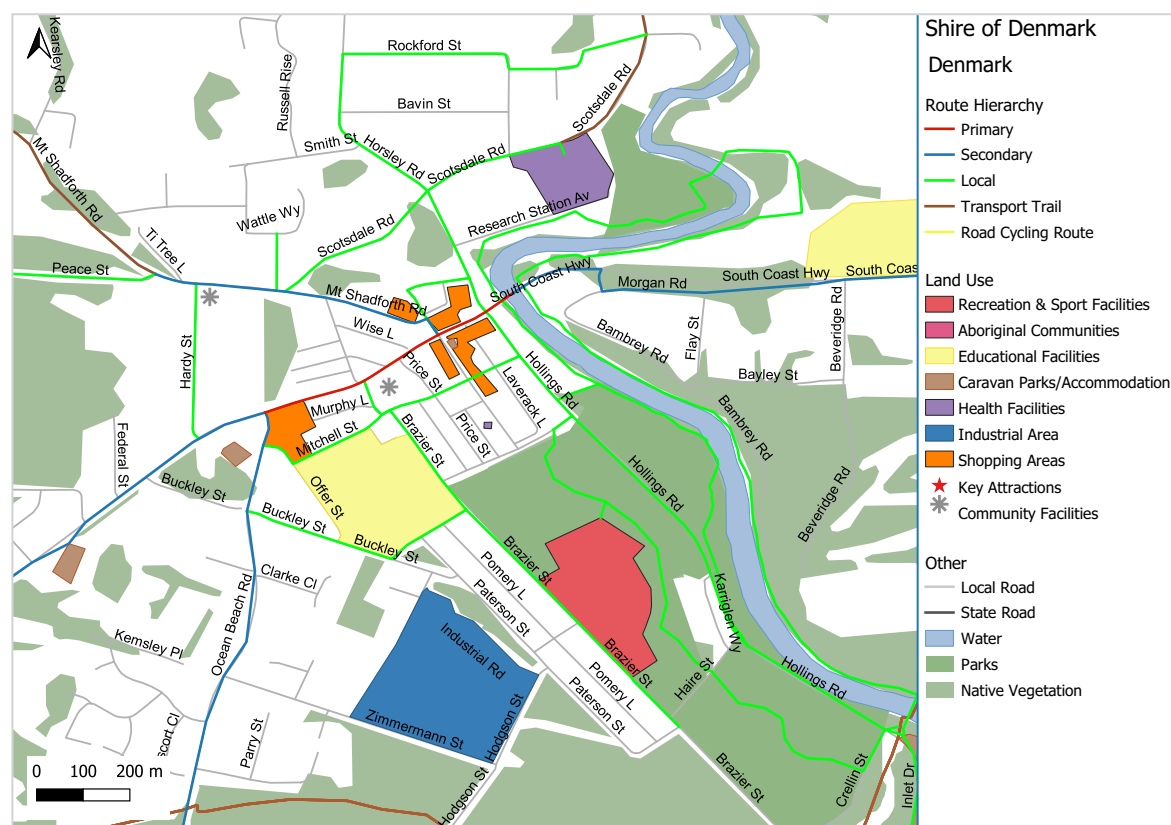 Shire of Denmark
Denmark
Route Hierarchy
Primary
Secondary
Local
Transport Trail
Road Cycling Route
Land Use
Recreation & Sport Facilities
Aboriginal Communities
Educational Facilities
Caravan Parks/Accommodation
Health Facilities
Industrial Area
Shopping Areas
Key Attractions
Community Facilities
Other
Local Road
State Road
Water
Parks
Native Vegetation
Kearsley Rd
Rockford St
Russell Rise
Scotsdale Rd
Bavin St
Smith St
Horsley Rd
Scotsdale Rd
Mt Shadforth Rd
Wattle Wy
Research Station Av
Scotsdale Rd
Ti Tree L
Peace St
South Coast Hwy
South Coast Hwy
South Coas
Morgan Rd
Mt Shadforth Rd
Wise L
Bambrey Rd
Flay St
Beveridge Rd
Hardy St
Price St
Hollings Rd
Laverack L
Bayley St
Murphy L
Mitchell St
Brazier St
Price St
Bambrey Rd
Federal St
Buckley St
Offer St
Hollings Rd
Beveridge Rd
Buckley St
Buckley St
Brazier St
Pomery L
Paterson St
Clarke Cl
Ocean Beach Rd
Karriglen Wy
Kemsley Pl
Industrial Rd
Brazier St
Haire St
Hollings Rd
Pomery L
Paterson St
scort Cl
Parry St
Zimmermann St
Hodgson St
Hodgson St
Brazier St
Crellin St
Inlet Dr
0 100 200 m